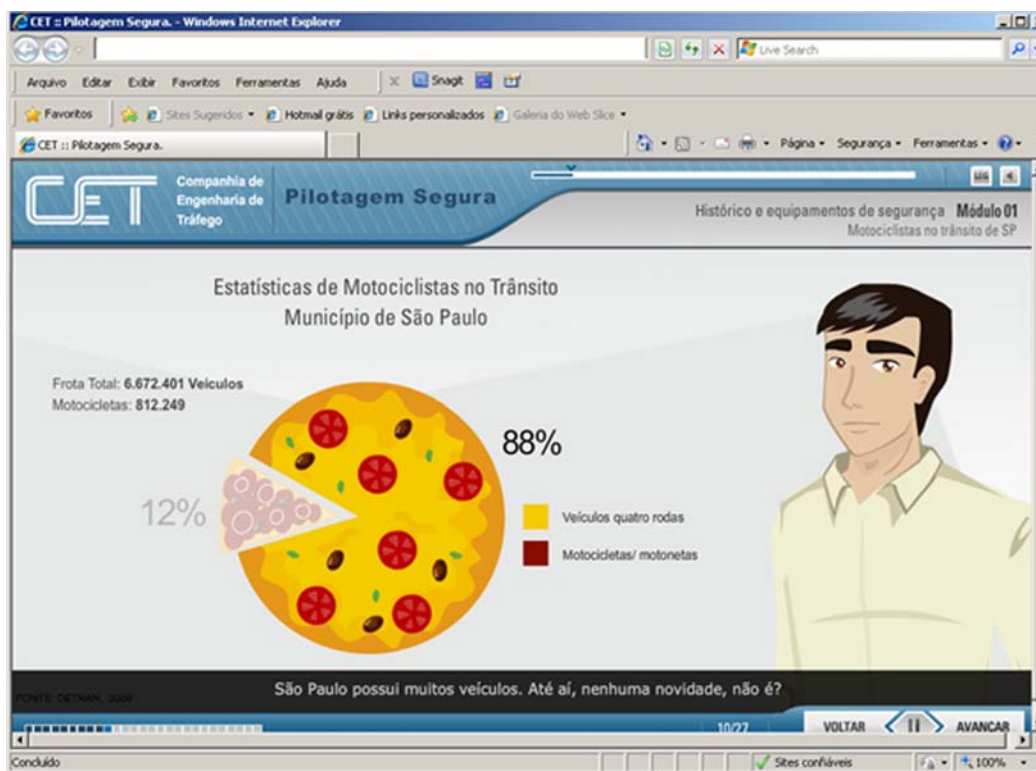 CET :: Pilotagem Segura. - Windows Internet Explorer
Live Search
Arquivo Editar Exibir Favoritos Ferramentas Ajuda
SnagIt
Favoritos
Sites Sugeridos
Hotmail grátis
Links personalizados
Galeria do Web Slice
CET :: Pilotagem Segura.
Página
Segurança
Ferramentas
CET
Companhia de
Engenharia de
Tráfego
Pilotagem Segura
Histórico e equipamentos de segurança Módulo 01
Motociclistas no trânsito de SP
Estatísticas de Motociclistas no Trânsito
Município de São Paulo
Frota Total: 6.672.401 Veículos
Motocicletas: 812.249
88%
12%
Veículos quatro rodas
Motocicletas/ motonetas
São Paulo possui muitos veículos. Até aí, nenhuma novidade, não é?
FONTE: DETRAN, 2009
10/27
VOLTAR
AVANCAR
Concluído
Sites confiáveis
100%